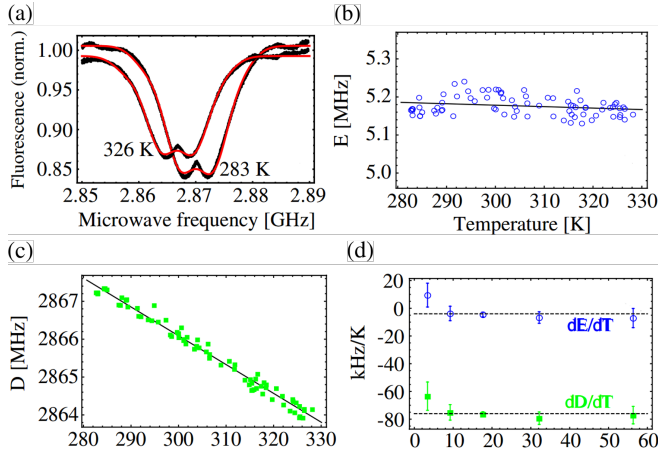 (a)
Fluorescence (norm.)
1.00
0.95
0.90
0.85
326 K
283 K
2.85 2.86 2.87 2.88 2.89
Microwave frequency [GHz]
(b)
E [MHz]
5.3
5.2
5.1
5.0
280 290 300 310 320 330
Temperature [K]
(c)
D [MHz]
2867
2866
2865
2864
280 290 300 310 320 330
(d)
kHz/K
20
0
-20
-40
-60
-80
dE/dT
dD/dT
0 10 20 30 40 50 60